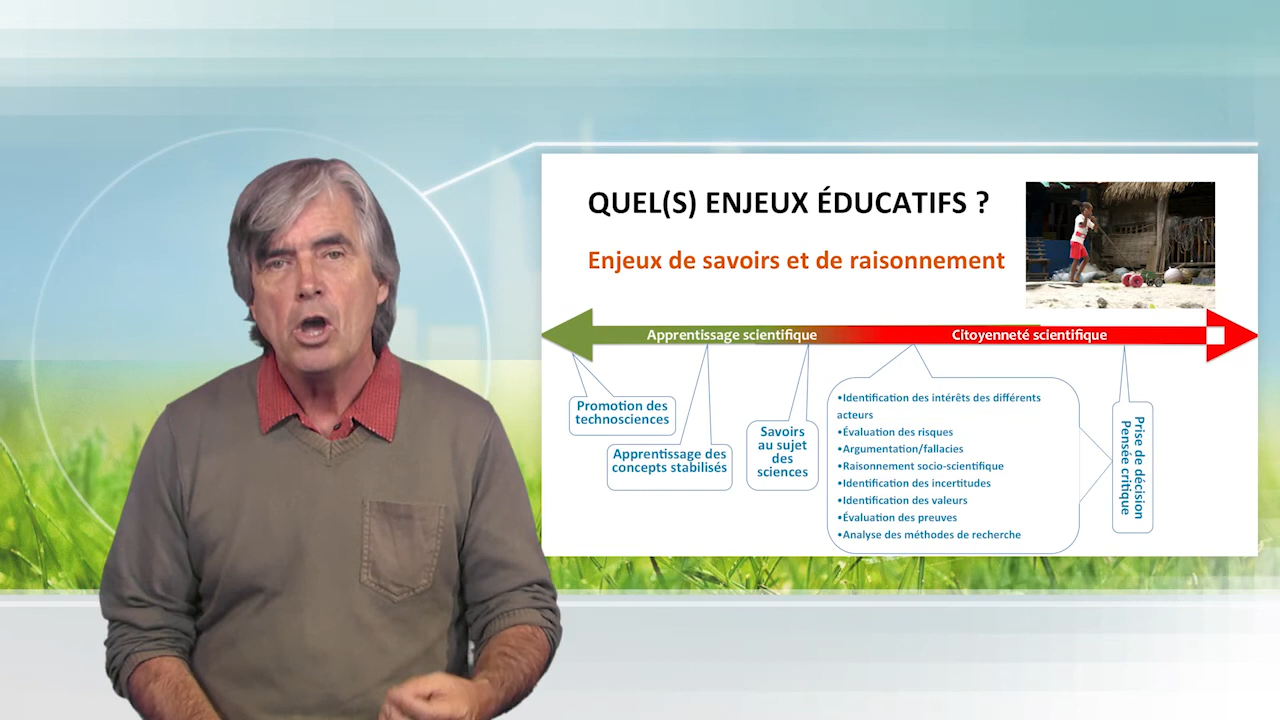 QUEL(S) ENJEUX ÉDUCATIFS ?
Enjeux de savoirs et de raisonnement
Apprentissage scientifique
Citoyenneté scientifique
Promotion des
technosciences
Apprentissage des
concepts stabilisés
Savoirs
au sujet
des
sciences
•Identification des intérêts des différents
acteurs
•Évaluation des risques
•Argumentation/fallacies
•Raisonnement socio-scientifique
•Identification des incertitudes
•Identification des valeurs
•Évaluation des preuves
•Analyse des méthodes de recherche
Prise de décision
Pensée critique